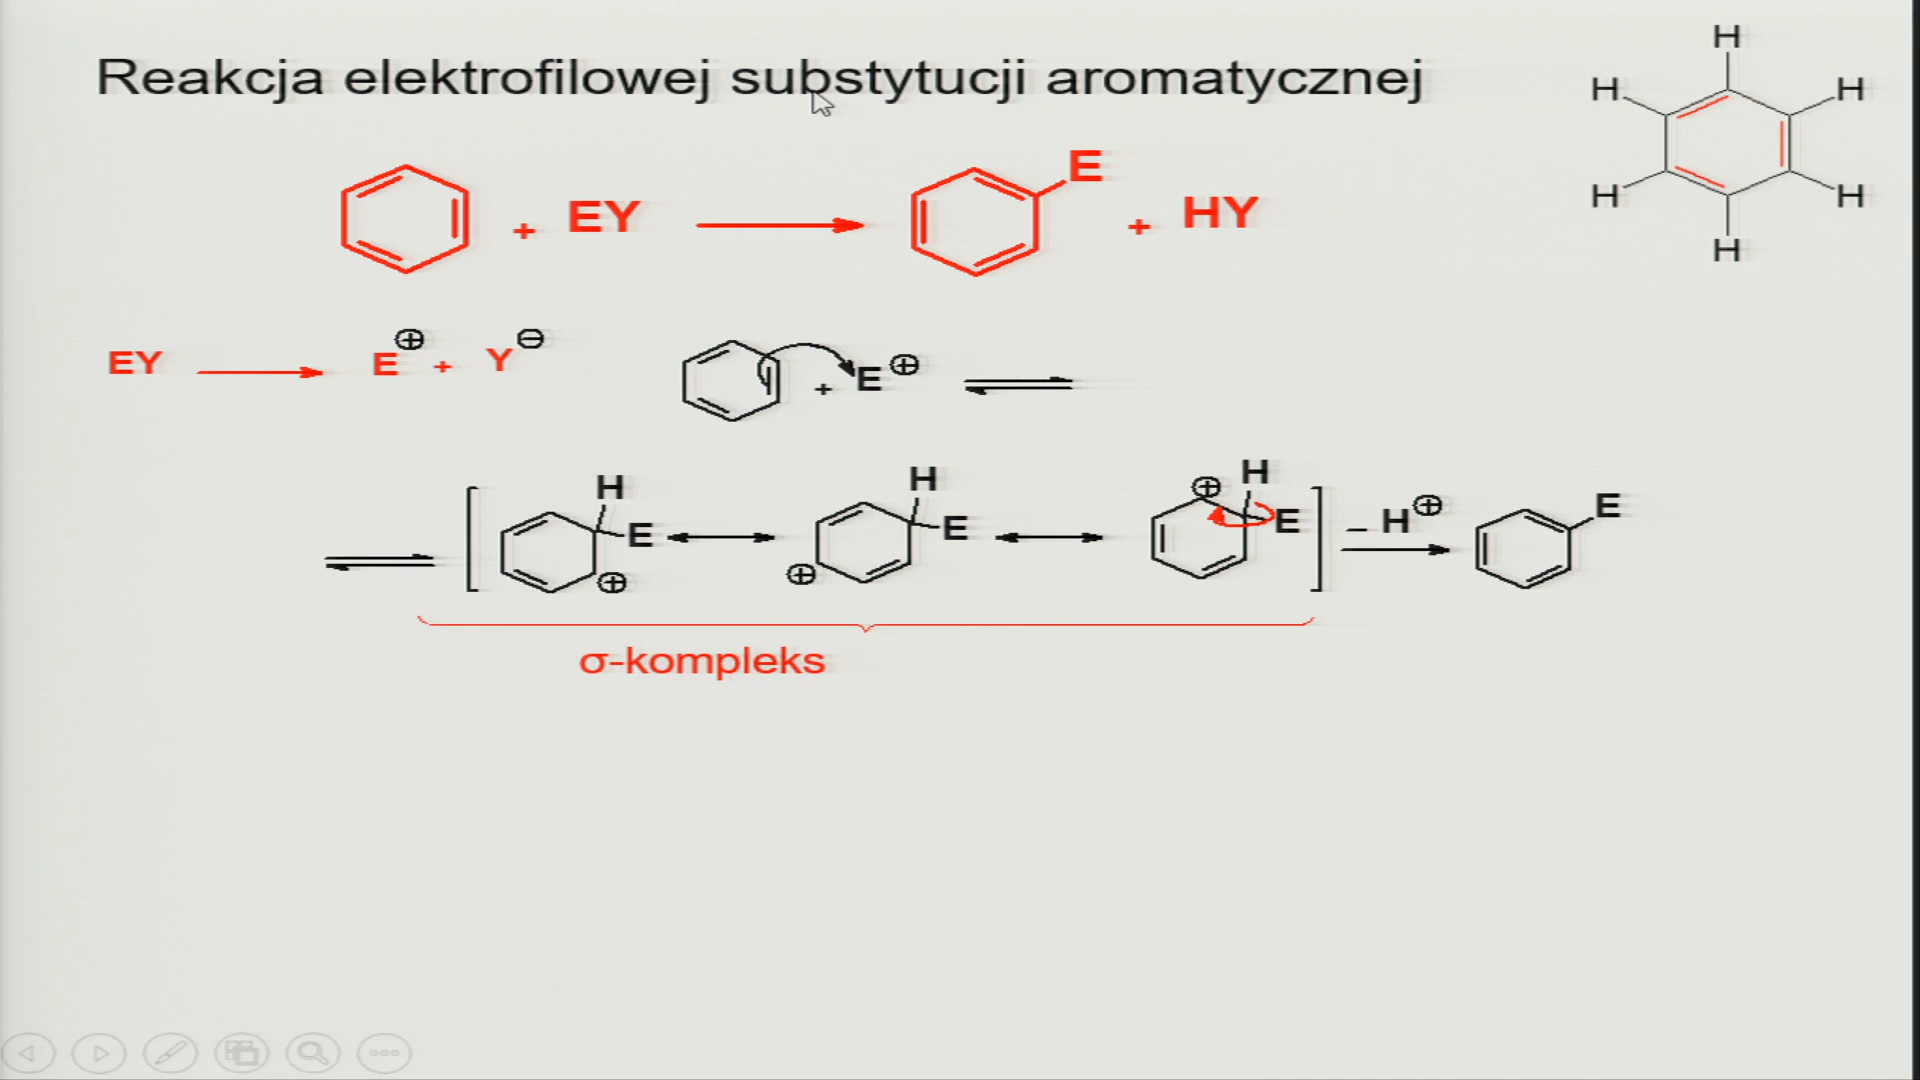 Reakcja elektrofilowej substytucji aromatycznej
H
H H
H H
H
+ EY E + HY
EY E ⊕ + Y ⊖ + E ⊕
H E ⊕ H E ⊕ ⊕ H E – H ⊕ E
σ-kompleks